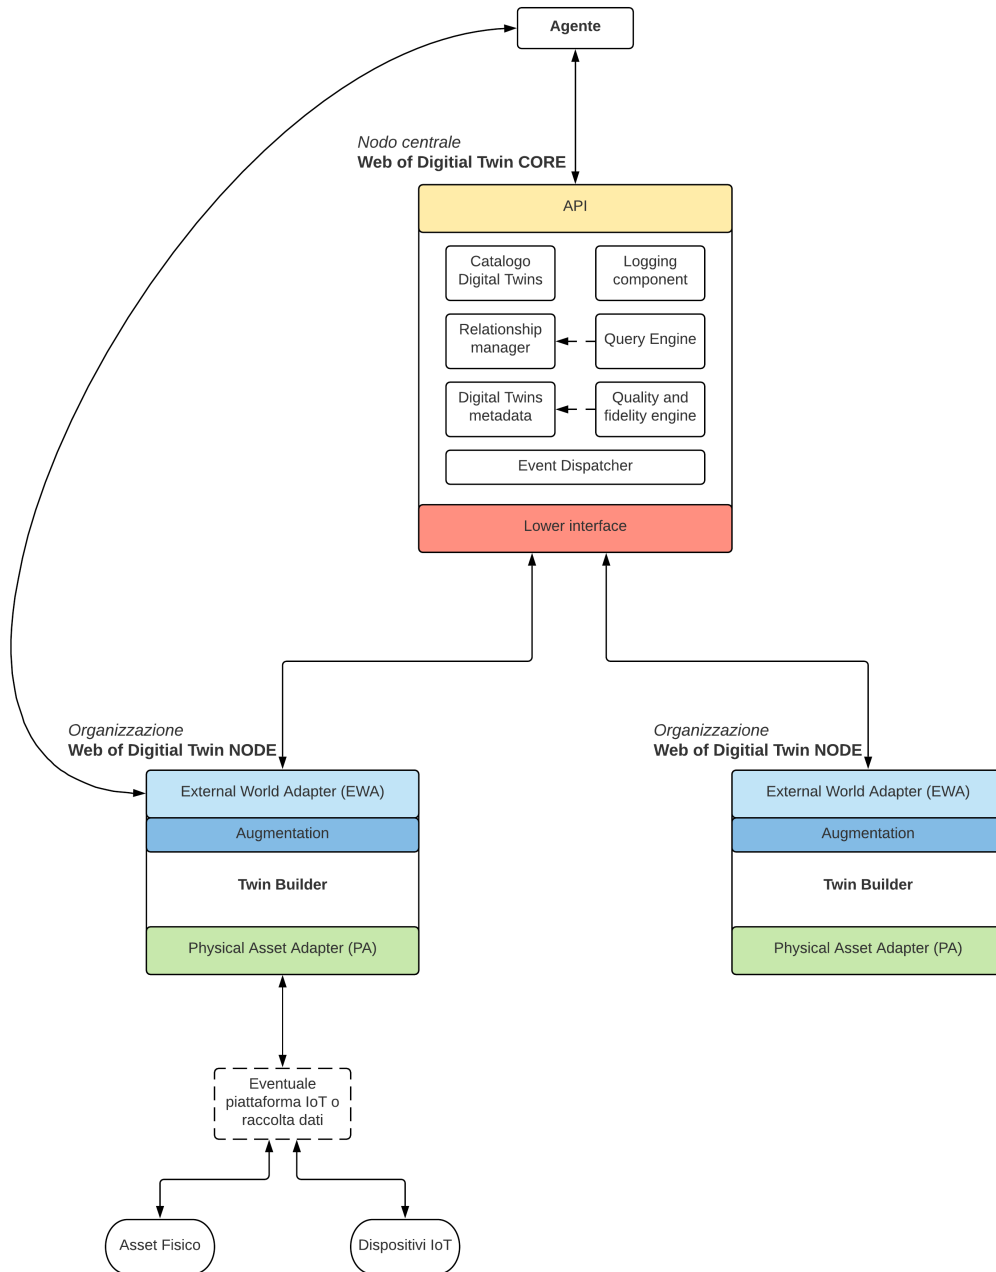 Agente
Nodo centrale
Web of Digitial Twin CORE
API
Catalogo
Digital Twins
Logging
component
Relationship
manager
Query Engine
Digital Twins
metadata
Quality and
fidelity engine
Event Dispatcher
Lower interface
Organizzazione
Web of Digitial Twin NODE
External World Adapter (EWA)
Augmentation
Twin Builder
Physical Asset Adapter (PA)
Organizzazione
Web of Digitial Twin NODE
External World Adapter (EWA)
Augmentation
Twin Builder
Physical Asset Adapter (PA)
Eventuale
piattaforma IoT o
raccolta dati
Asset Fisico
Dispositivi IoT